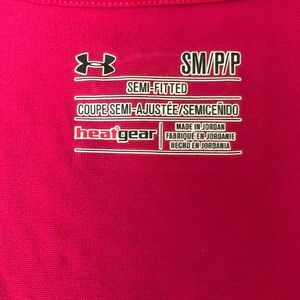 SM/P/P
SEMI-FITTED
COUPE SEMI-AJUSTÉE/SEMICEÑIDO
heatgear
MADE IN JORDAN
FABRIQUÉ EN JORDANIE
HECHO EN JORDANIA